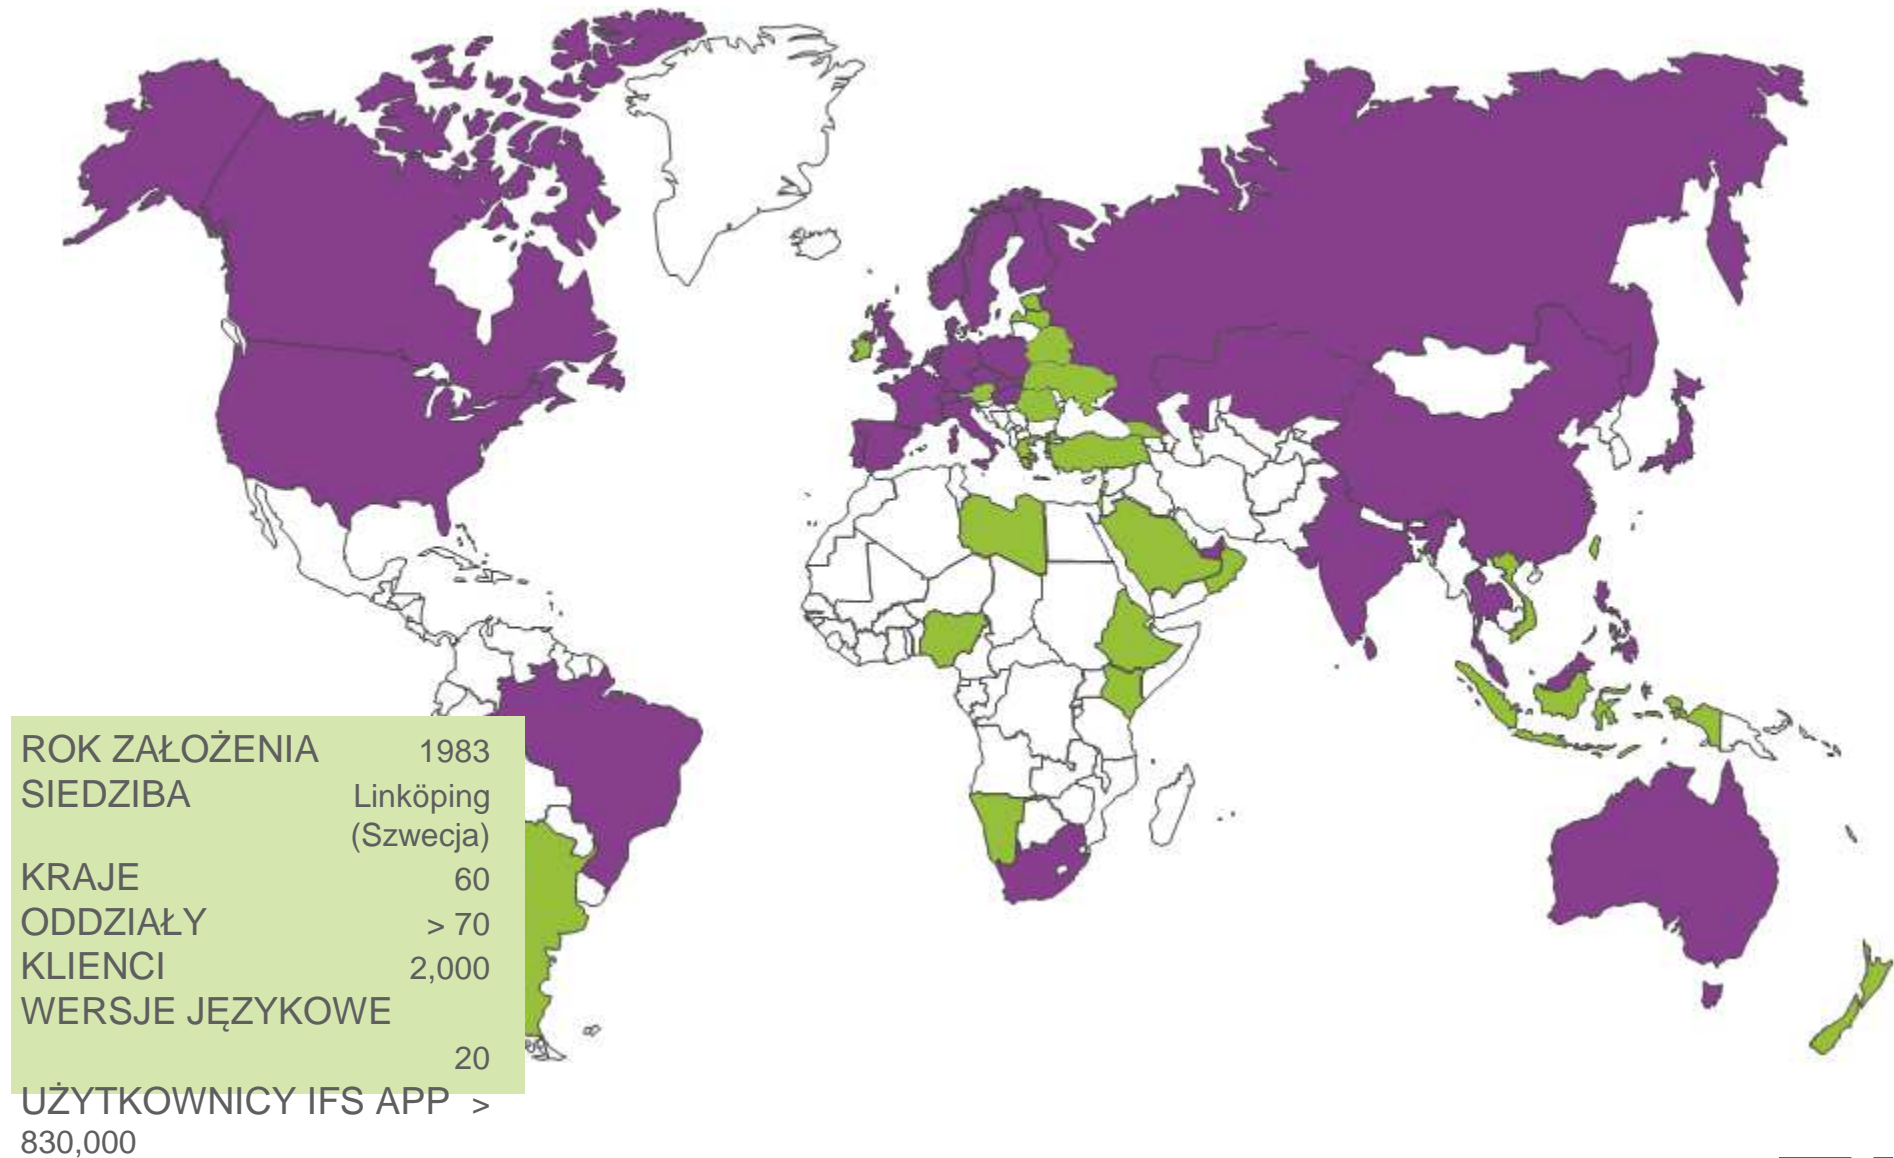 ROK ZAŁOŻENIA 1983
SIEDZIBA Linköping
(Szwecja)
KRAJE 60
ODDZIAŁY > 70
KLIENCI 2,000
WERSJE JĘZYKOWE
20
UŻYTKOWNICY IFS APP >
830,000